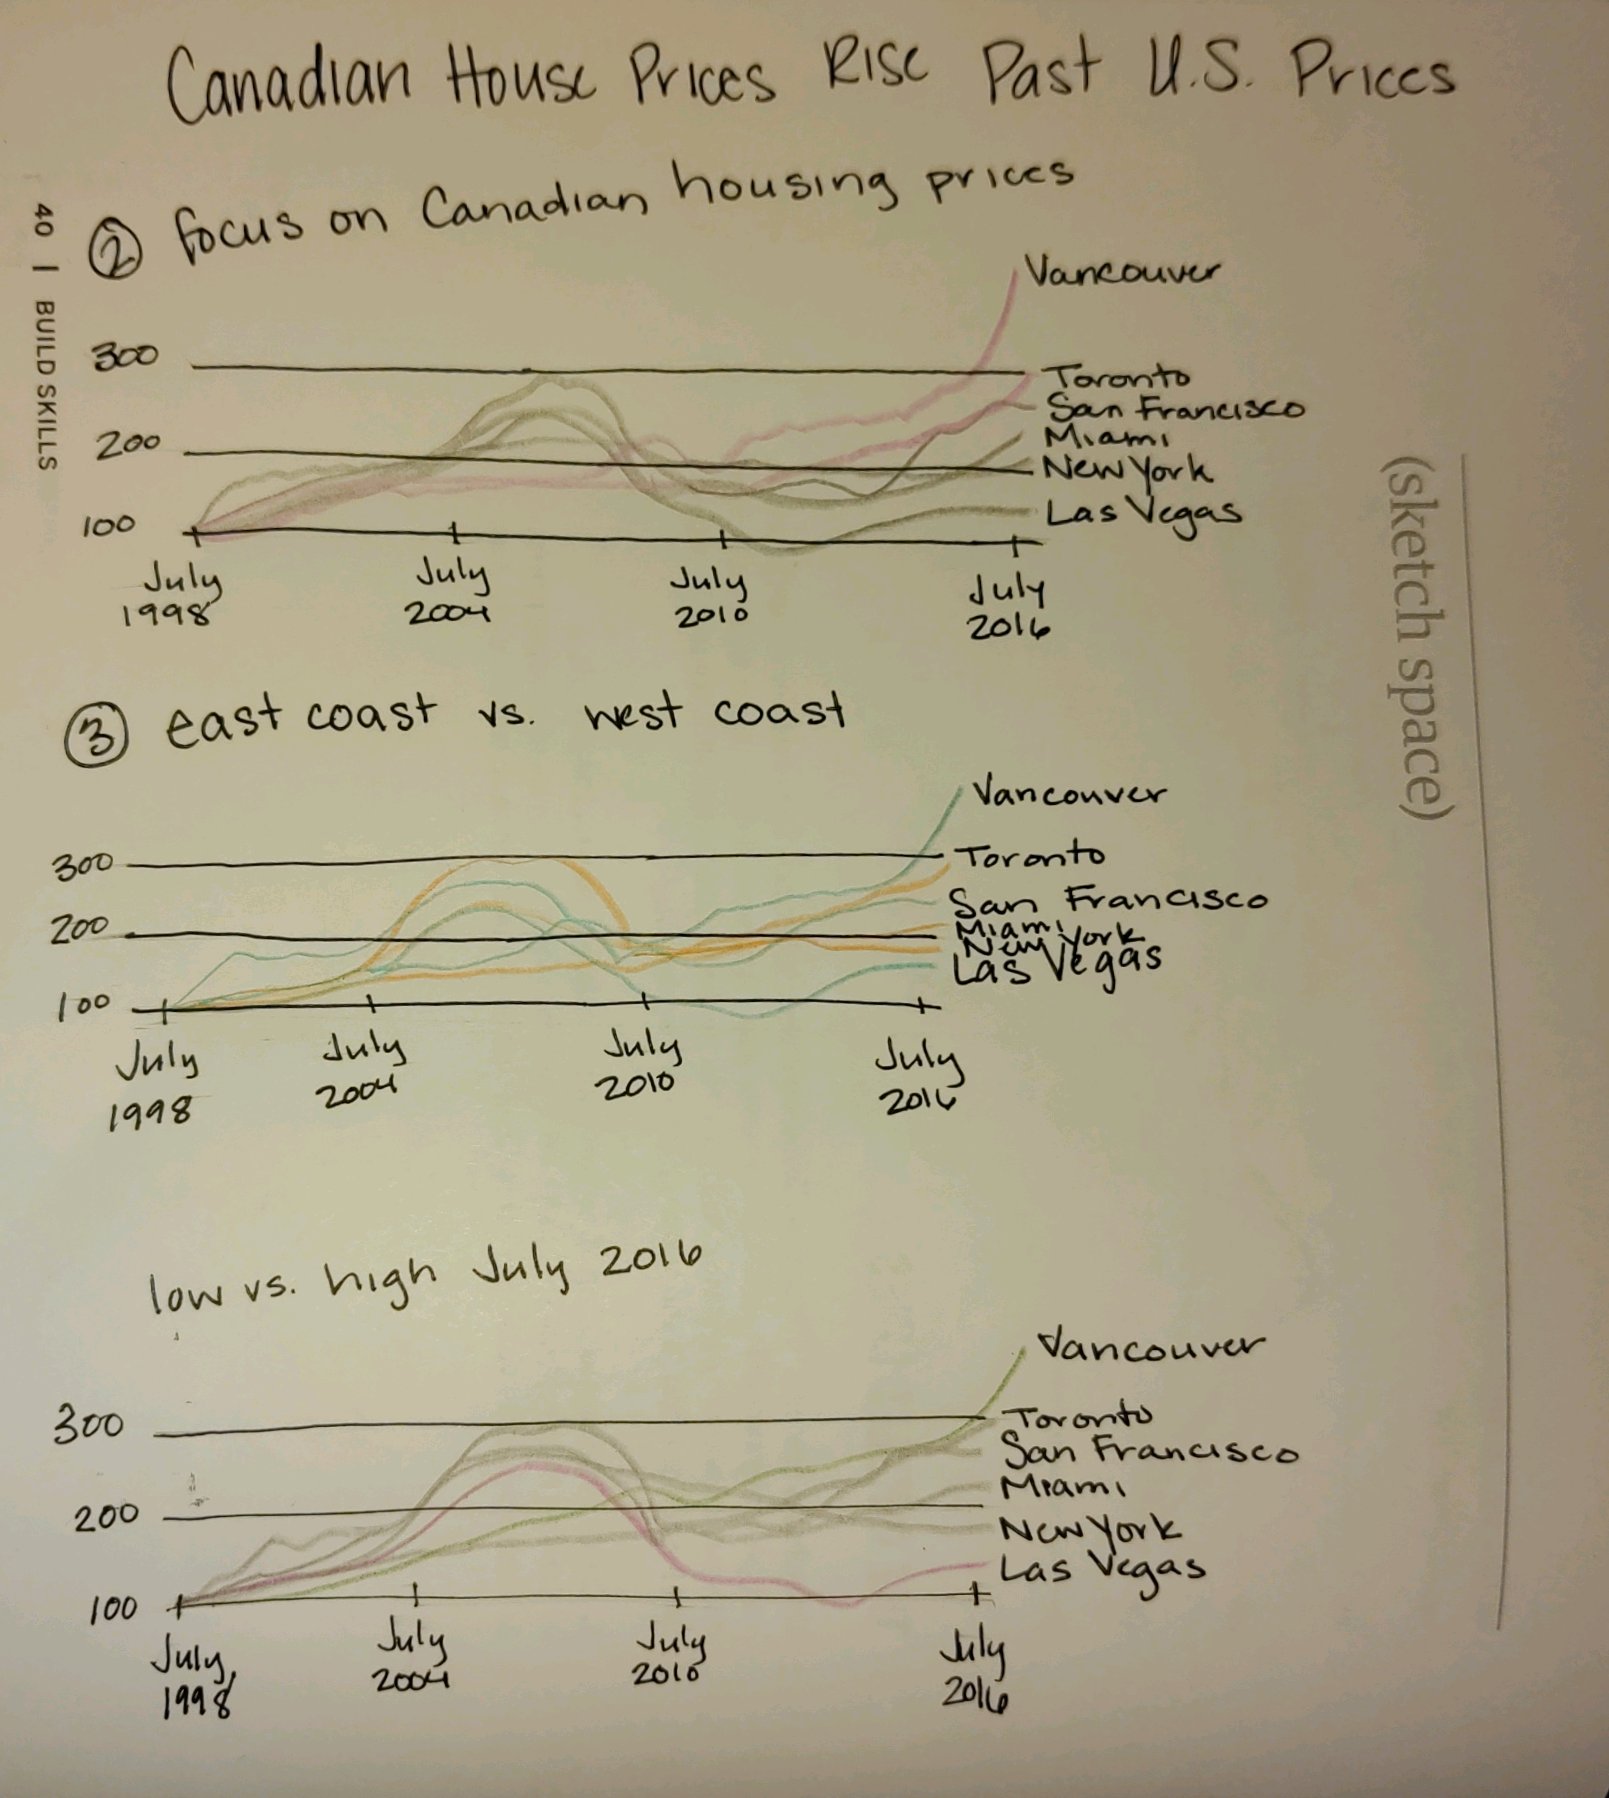 Canadian House Prices Rise Past U.S. Prices
40 | BUILD SKILLS
② focus on Canadian housing prices
Vancouver
300
Toronto
San Francisco
Miami
200
New York
Las Vegas
100
July
1998
July
2004
July
2010
July
2016
(sketch space)
③ east coast vs. west coast
Vancouver
300
Toronto
San Francisco
200
Miami
New York
Las Vegas
100
July
1998
July
2004
July
2010
July
2016
low vs. high July 2016
Vancouver
300
Toronto
San Francisco
Miami
200
New York
Las Vegas
100
July
1998
July
2004
July
2010
July
2016